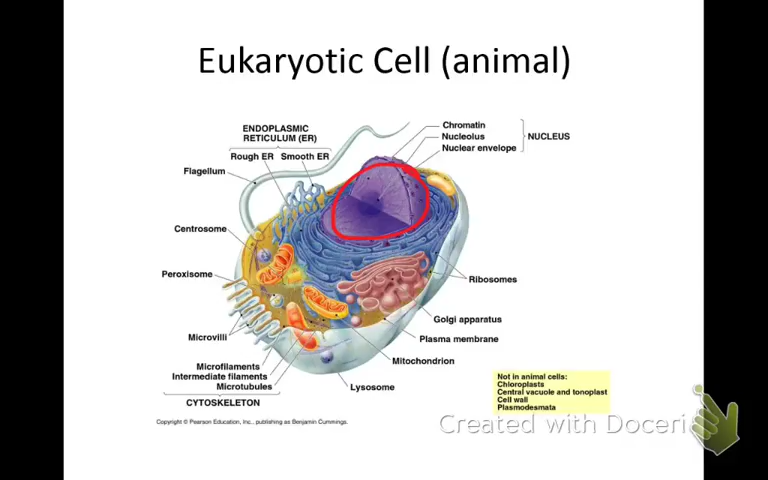 Eukaryotic Cell (animal)
ENDOPLASMIC
RETICULUM (ER)
Rough ER Smooth ER
Flagellum
Chromatin
Nucleolus
Nuclear envelope
NUCLEUS
Centrosome
Peroxisome
Ribosomes
Golgi apparatus
Microvilli
Plasma membrane
Mitochondrion
Microfilaments
Intermediate filaments
Microtubules
CYTOSKELETON
Lysosome
Not in animal cells:
Chloroplasts
Central vacuole and tonoplast
Cell wall
Plasmodesmata
Copyright © Pearson Education, Inc., publishing as Benjamin Cummings.
Created with Doceri